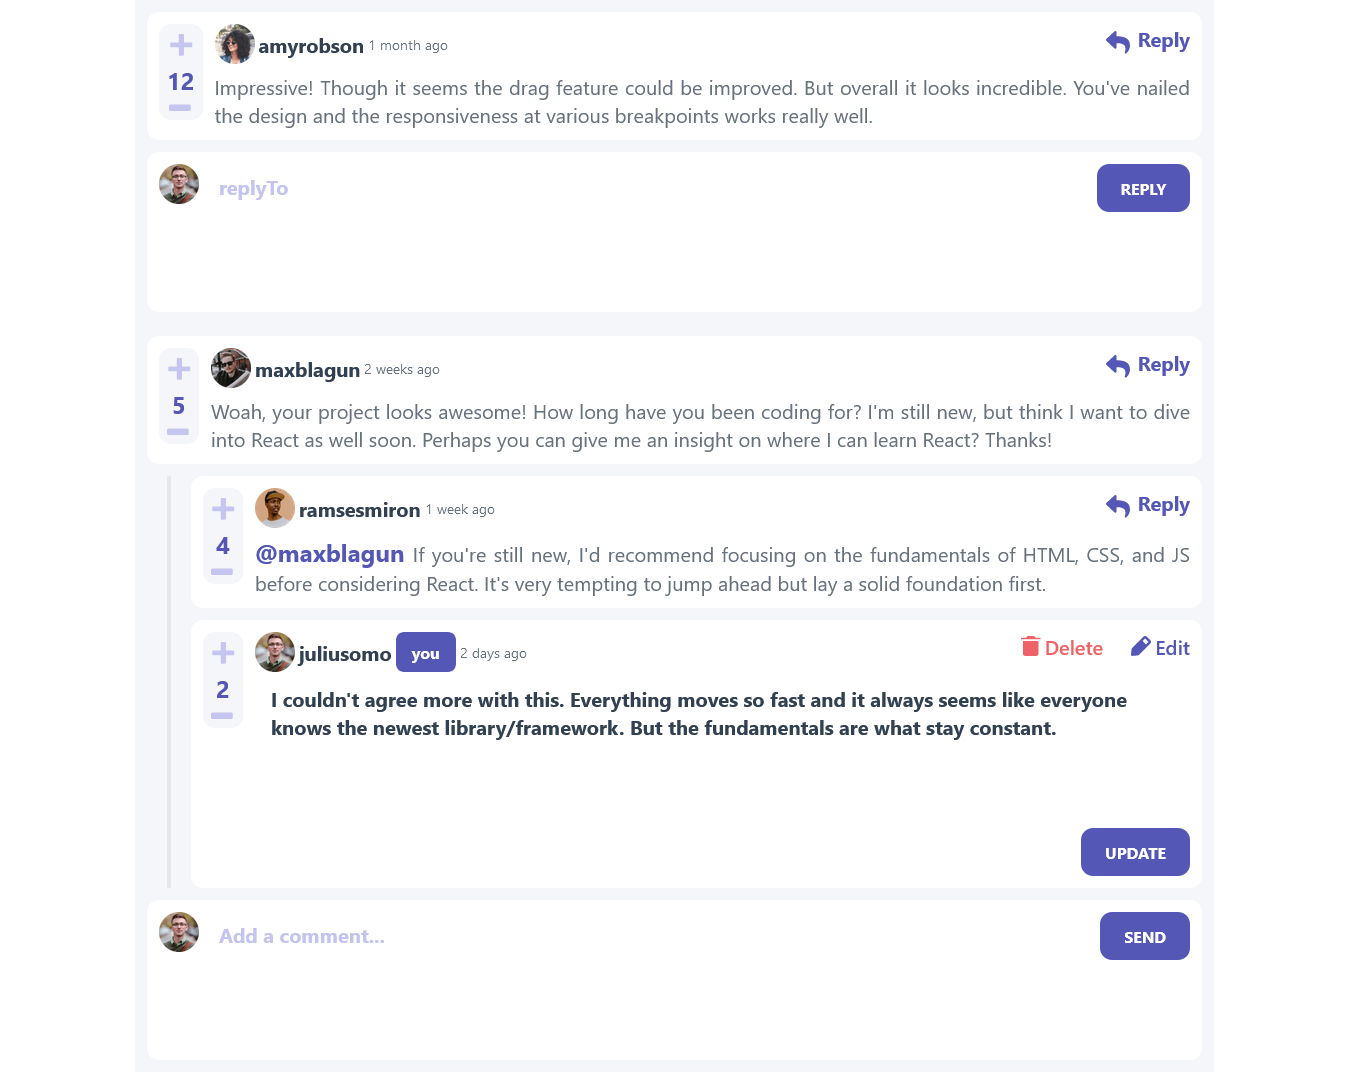 amyrobson 1 month ago Reply
12
Impressive! Though it seems the drag feature could be improved. But overall it looks incredible. You've nailed
the design and the responsiveness at various breakpoints works really well.
replyTo REPLY
maxblagun 2 weeks ago Reply
5
Woah, your project looks awesome! How long have you been coding for? I'm still new, but think I want to dive
into React as well soon. Perhaps you can give me an insight on where I can learn React? Thanks!
ramsesmiron 1 week ago Reply
4
@maxblagun If you're still new, I'd recommend focusing on the fundamentals of HTML, CSS, and JS
before considering React. It's very tempting to jump ahead but lay a solid foundation first.
juliusomo you 2 days ago Delete Edit
2
I couldn't agree more with this. Everything moves so fast and it always seems like everyone
knows the newest library/framework. But the fundamentals are what stay constant.
UPDATE
Add a comment... SEND